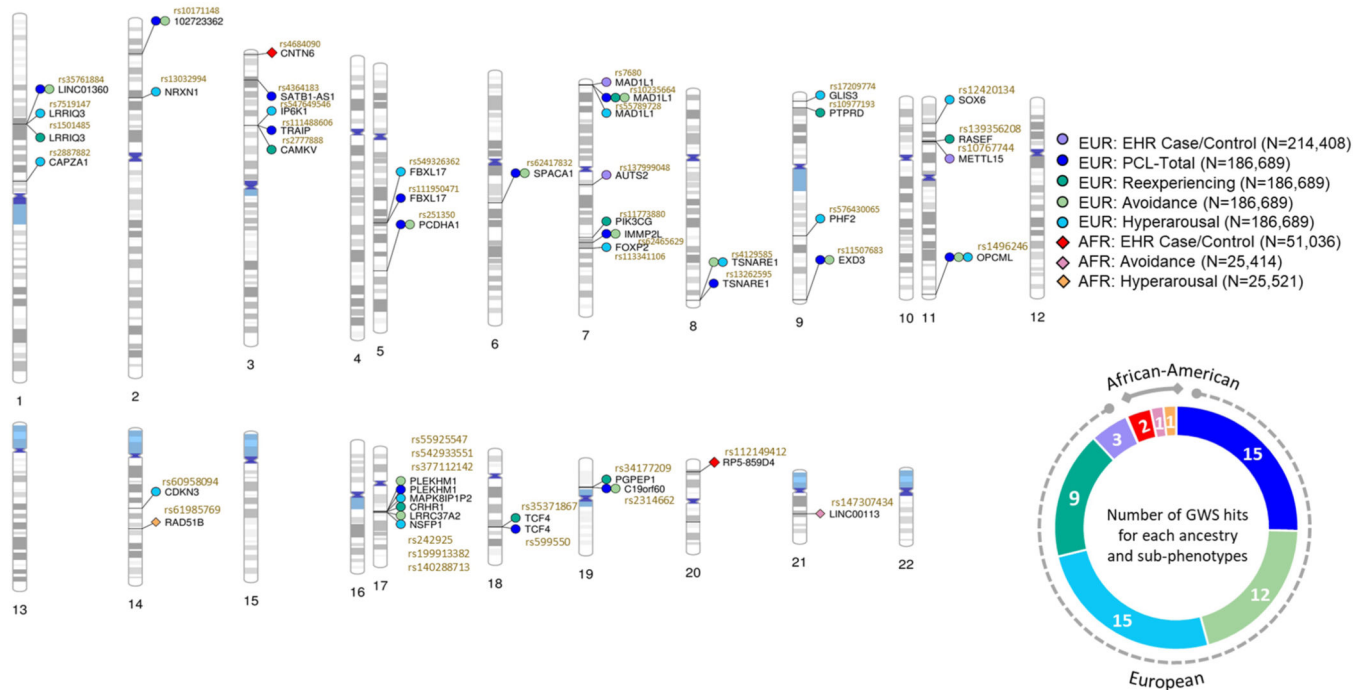 rs35761884
LINC01360
rs7519147
LRRIQ3
rs1501485
LRRIQ3
rs2887882
CAPZA1
1
rs10171148
102723362
rs13032994
NRXN1
2
rs4684090
CNTN6
rs4364183
SATB1-AS1
rs547649546
IP6K1
rs111488606
TRAIP
rs2777888
CAMKV
3
4
rs549326362
FBXL17
rs111950471
FBXL17
rs251350
PCDHA1
5
rs62417832
SPACA1
6
rs7680
MAD1L1
rs10235664
MAD1L1
rs55789728
MAD1L1
rs137999048
AUTS2
rs11773880
PIK3CG
IMMP2L
rs62465629
FOXP2
rs113341106
7
rs4129585
TSNARE1
rs13262595
TSNARE1
8
rs17209774
GLIS3
rs10977193
PTPRD
rs576430065
PHF2
rs11507683
EXD3
9
10
rs12420134
SOX6
rs139356208
RASEF
rs10767744
METTL15
rs1496246
OPCML
11
12
EUR: EHR Case/Control (N=214,408)
EUR: PCL-Total (N=186,689)
EUR: Reexperiencing (N=186,689)
EUR: Avoidance (N=186,689)
EUR: Hyperarousal (N=186,689)
AFR: EHR Case/Control (N=51,036)
AFR: Avoidance (N=25,414)
AFR: Hyperarousal (N=25,521)
13
rs60958094
CDKN3
rs61985769
RAD51B
14
15
16
rs55925547
rs542933551
rs377112142
PLEKHM1
PLEKHM1
MAPK8IP1P2
CRHR1
LRRC37A2
NSFP1
rs242925
rs199913382
rs140288713
17
rs35371867
TCF4
TCF4
rs599550
18
rs34177209
PGPEP1
C19orf60
rs2314662
19
rs112149412
RP5-859D4
20
rs147307434
LINC00113
21
22
African-American
3
2
1
1
15
9
12
15
Number of GWS hits
for each ancestry
and sub-phenotypes
European